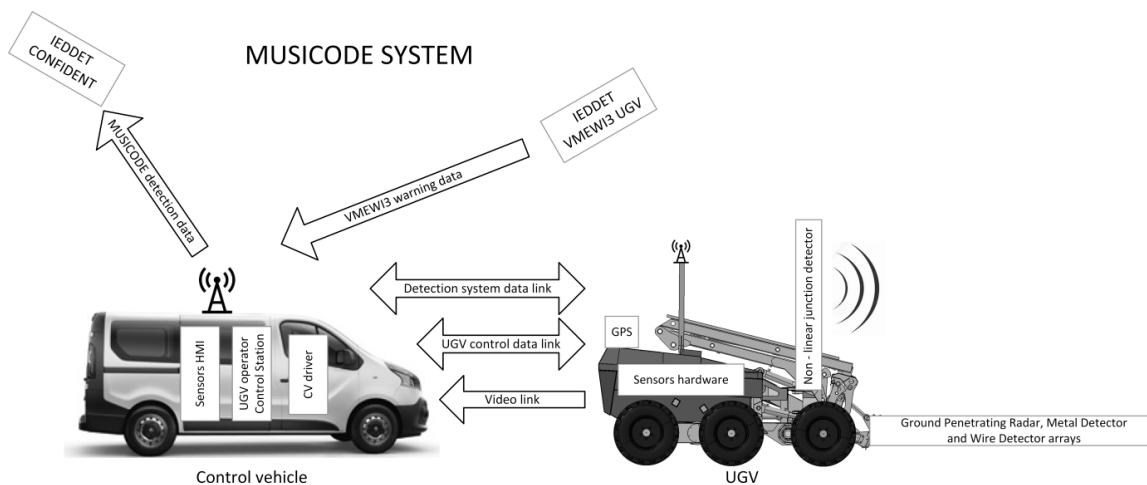 MUSICODE SYSTEM
IEDDET
CONFIDENT
MUSICODE detection data
IEDDET
VMEWI3 UGV
VMEWI3 warning data
Detection system data link
UGV control data link
Video link
Sensors HMI
UGV operator
Control Station
CV driver
Control vehicle
GPS
Sensors hardware
Non - linear junction detector
Ground Penetrating Radar, Metal Detector
and Wire Detector arrays
UGV